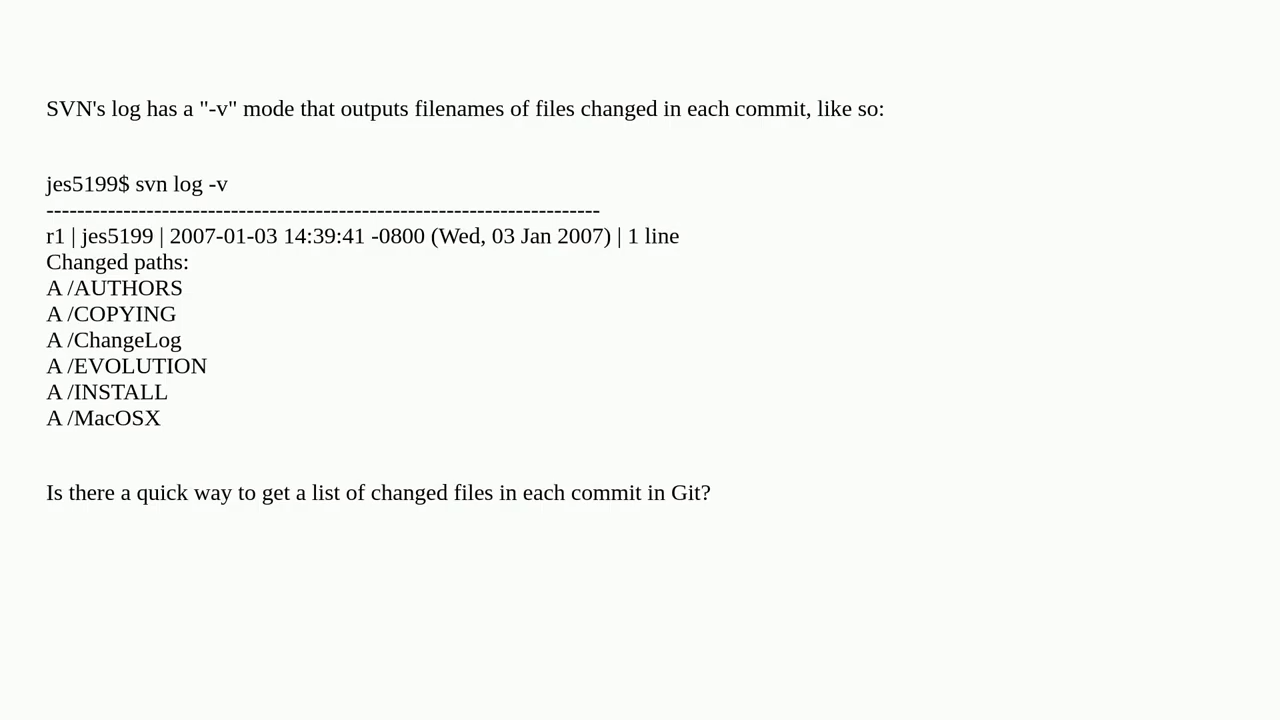 SVN's log has a "-v" mode that outputs filenames of files changed in each commit, like so:
jes5199$ svn log -v
------------------------------------------------------------------------
r1 | jes5199 | 2007-01-03 14:39:41 -0800 (Wed, 03 Jan 2007) | 1 line
Changed paths:
A /AUTHORS
A /COPYING
A /ChangeLog
A /EVOLUTION
A /INSTALL
A /MacOSX
Is there a quick way to get a list of changed files in each commit in Git?